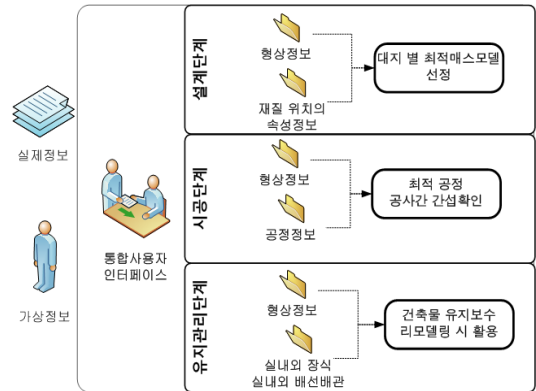 실제정보
가상정보
통합사용자
인터페이스
설계단계
형상정보
재질 위치의
속성정보
대지 별 최적매스모델
선정
시공단계
형상정보
공정정보
최적 공정
공사간 간섭확인
유지관리단계
형상정보
실내외 장식
실내외 배선배관
건축물 유지보수
리모델링 시 활용